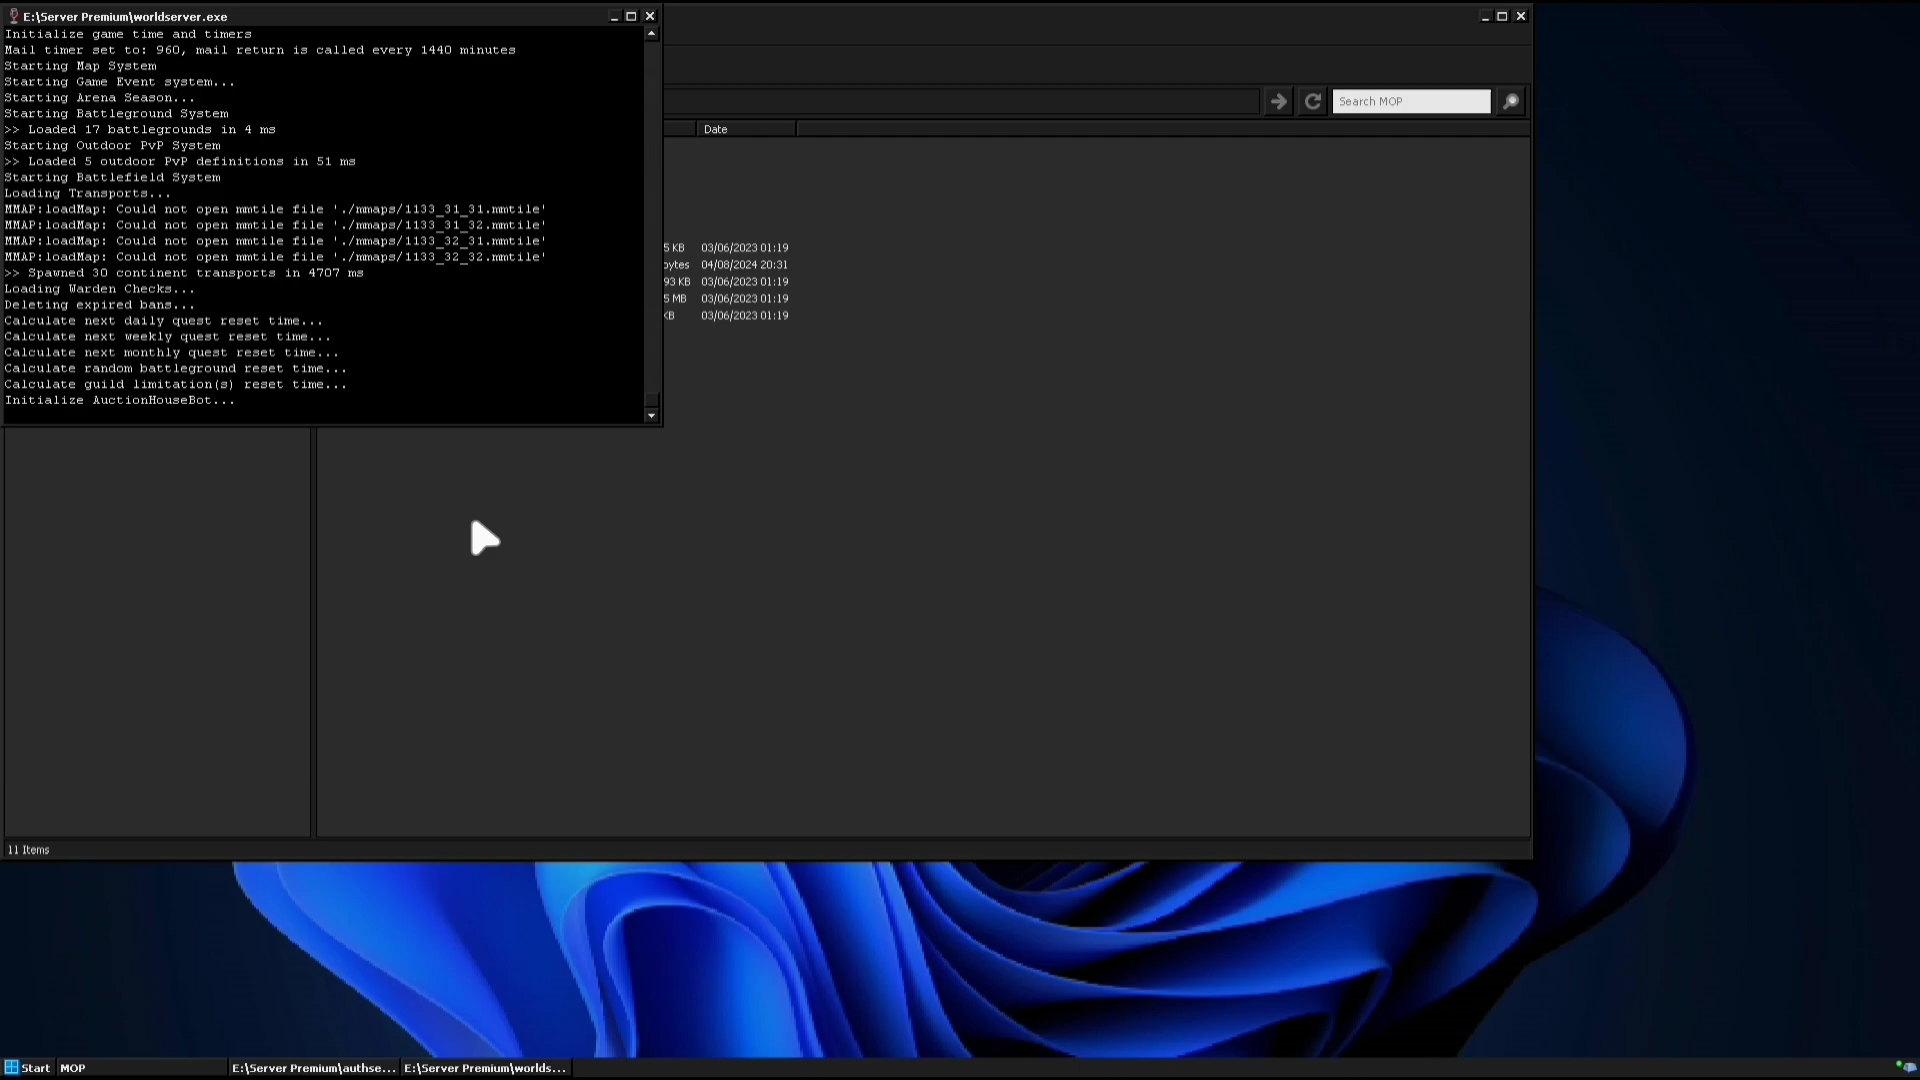 E:\Server Premium\worldserver.exe
Initialize game time and timers
Mail timer set to: 960, mail return is called every 1440 minutes
Starting Map System
Starting Game Event system...
Starting Arena Season...
Starting Battleground System
>> Loaded 17 battlegrounds in 4 ms
Starting Outdoor PvP System
>> Loaded 5 outdoor PvP definitions in 51 ms
Starting Battlefield System
Loading Transports...
MMAP:loadMap: Could not open mmtile file './mmaps/1133_31_31.mmtile'
MMAP:loadMap: Could not open mmtile file './mmaps/1133_31_32.mmtile'
MMAP:loadMap: Could not open mmtile file './mmaps/1133_32_31.mmtile'
MMAP:loadMap: Could not open mmtile file './mmaps/1133_32_32.mmtile'
>> Spawned 30 continent transports in 4707 ms
Loading Warden Checks...
Deleting expired bans...
Calculate next daily quest reset time...
Calculate next weekly quest reset time...
Calculate next monthly quest reset time...
Calculate random battleground reset time...
Calculate guild limitation(s) reset time...
Initialize AuctionHouseBot...
Search MOP
Date
5 KB 03/06/2023 01:19
bytes 04/08/2024 20:31
93 KB 03/06/2023 01:19
5 MB 03/06/2023 01:19
KB 03/06/2023 01:19
11 Items
Start MOP E:\Server Premium\authse... E:\Server Premium\worlds...